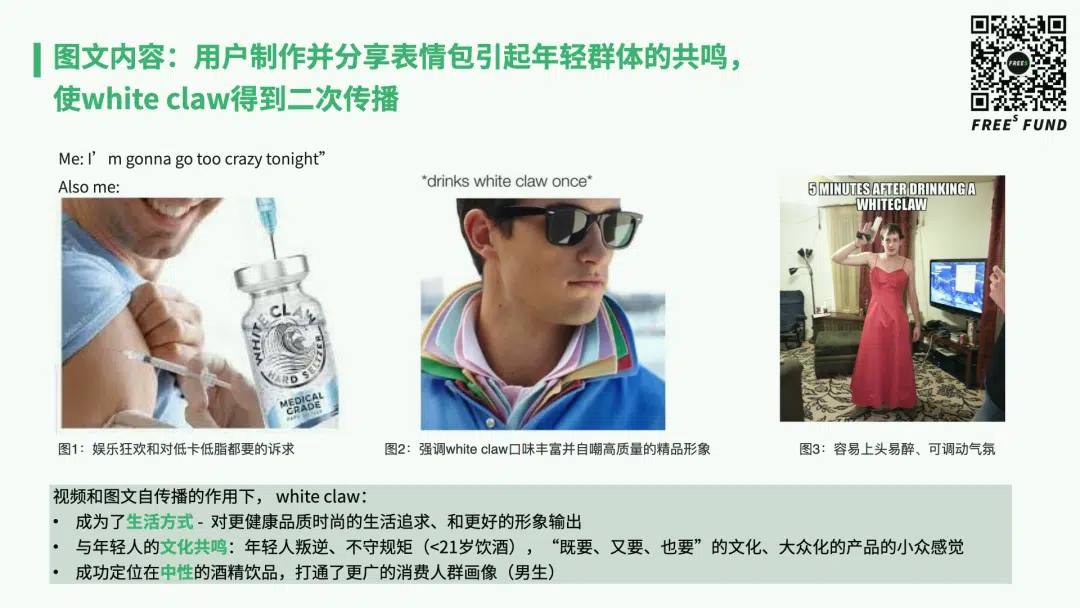 图文内容：用户制作并分享表情包引起年轻群体的共鸣，
使white claw得到二次传播
FREEˢ
FREEˢ FUND
Me: I’m gonna go too crazy tonight”
Also me:
WHITE CLAW
HARD SELTZER
MEDICAL
GRADE
*drinks white claw once*
5 MINUTES AFTER DRINKING A
WHITECLAW
图1：娱乐狂欢和对低卡低脂都要的诉求
图2：强调white claw口味丰富并自嘲高质量的精品形象
图3：容易上头易醉、可调动气氛
视频和图文自传播的作用下， white claw：
• 成为了生活方式 - 对更健康品质时尚的生活追求、和更好的形象输出
• 与年轻人的文化共鸣：年轻人叛逆、不守规矩（<21岁饮酒），“既要、又要、也要”的文化、大众化的产品的小众感觉
• 成功定位在中性的酒精饮品，打通了更广的消费人群画像（男生）